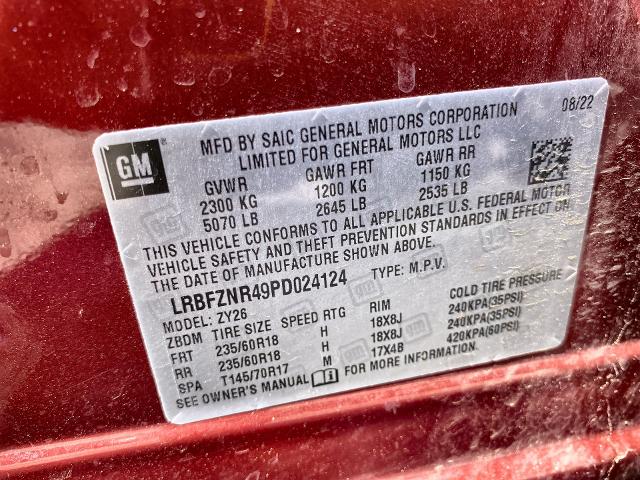 GM
MFD BY SAIC GENERAL MOTORS CORPORATION 08/22
LIMITED FOR GENERAL MOTORS LLC
GVWR GAWR FRT GAWR RR
2300 KG 1200 KG 1150 KG
5070 LB 2645 LB 2535 LB
THIS VEHICLE CONFORMS TO ALL APPLICABLE U.S. FEDERAL MOTOR
VEHICLE SAFETY AND THEFT PREVENTION STANDARDS IN EFFECT ON
THE DATE OF MANUFACTURE SHOWN ABOVE.
LRBFZNR49PD024124 TYPE: M.P.V.
MODEL: ZY26
ZBDM TIRE SIZE SPEED RTG RIM COLD TIRE PRESSURE
FRT 235/60R18 H 18X8J 240KPA(35PSI)
RR 235/60R18 H 18X8J 240KPA(35PSI)
SPA T145/70R17 M 17X4B 420KPA(60PSI)
SEE OWNER'S MANUAL FOR MORE INFORMATION.